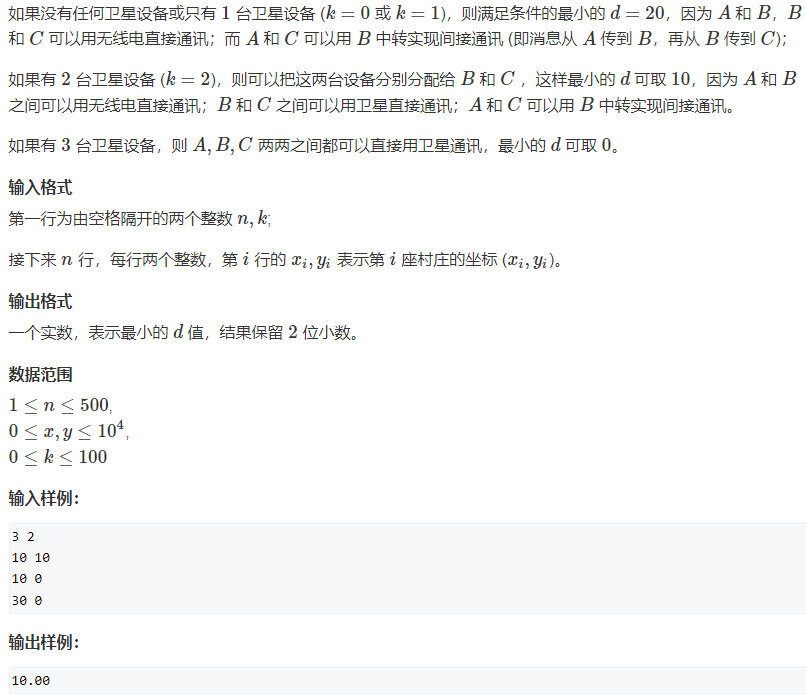 如果没有任何卫星设备或只有 1 台卫星设备 (k = 0 或 k = 1)，则满足条件的最小的 d = 20，因为 A 和 B，B
和 C 可以用无线电直接通讯；而 A 和 C 可以用 B 中转实现间接通讯 (即消息从 A 传到 B，再从 B 传到 C)；
如果有 2 台卫星设备 (k = 2)，则可以把这两台设备分别分配给 B 和 C ，这样最小的 d 可取 10，因为 A 和 B
之间可以用无线电直接通讯；B 和 C 之间可以用卫星直接通讯；A 和 C 可以用 B 中转实现间接通讯。
如果有 3 台卫星设备，则 A, B, C 两两之间都可以直接用卫星通讯，最小的 d 可取 0。
输入格式
第一行为由空格隔开的两个整数 n, k;
接下来 n 行，每行两个整数，第 i 行的 xᵢ, yᵢ 表示第 i 座村庄的坐标 (xᵢ, yᵢ)。
输出格式
一个实数，表示最小的 d 值，结果保留 2 位小数。
数据范围
1 ≤ n ≤ 500,
0 ≤ x, y ≤ 10⁴,
0 ≤ k ≤ 100
输入样例：
3 2
10 10
10 0
30 0
输出样例：
10.00